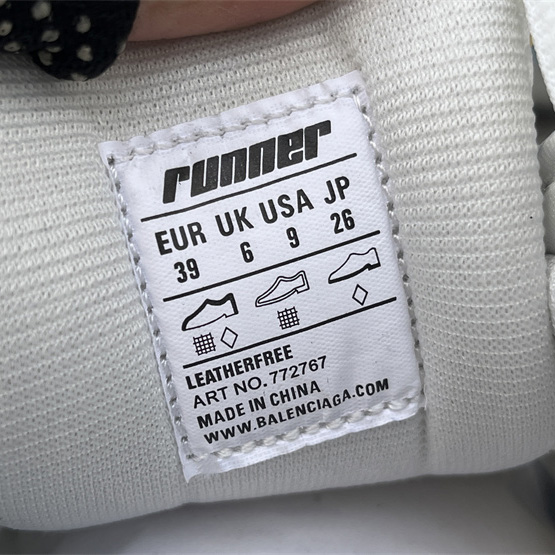 runner
EUR UK USA JP
39 6 9 26
LEATHERFREE
ART NO. 772767
MADE IN CHINA
WWW.BALENCIAGA.COM